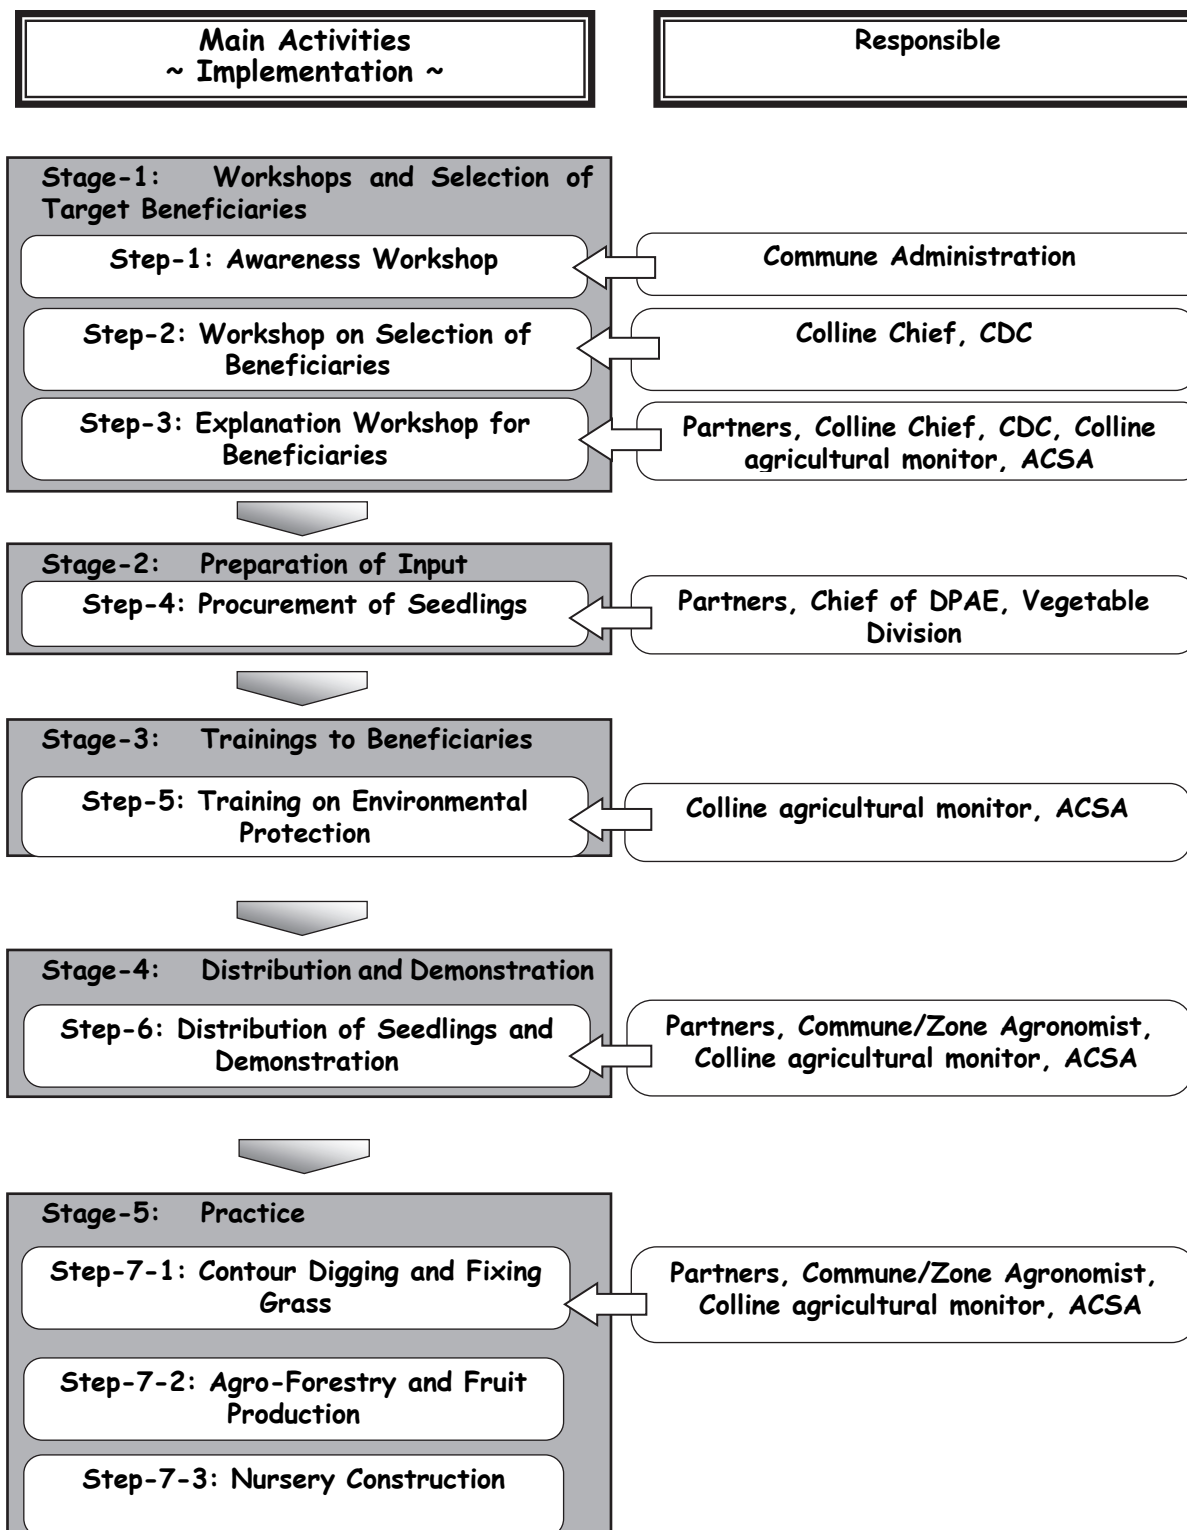 Main Activities
~ Implementation ~
Responsible
Stage-1: Workshops and Selection of
Target Beneficiaries
Step-1: Awareness Workshop
Commune Administration
Step-2: Workshop on Selection of
Beneficiaries
Colline Chief, CDC
Step-3: Explanation Workshop for
Beneficiaries
Partners, Colline Chief, CDC, Colline
agricultural monitor, ACSA
Stage-2: Preparation of Input
Step-4: Procurement of Seedlings
Partners, Chief of DPAE, Vegetable
Division
Stage-3: Trainings to Beneficiaries
Step-5: Training on Environmental
Protection
Colline agricultural monitor, ACSA
Stage-4: Distribution and Demonstration
Step-6: Distribution of Seedlings and
Demonstration
Partners, Commune/Zone Agronomist,
Colline agricultural monitor, ACSA
Stage-5: Practice
Step-7-1: Contour Digging and Fixing
Grass
Partners, Commune/Zone Agronomist,
Colline agricultural monitor, ACSA
Step-7-2: Agro-Forestry and Fruit
Production
Step-7-3: Nursery Construction